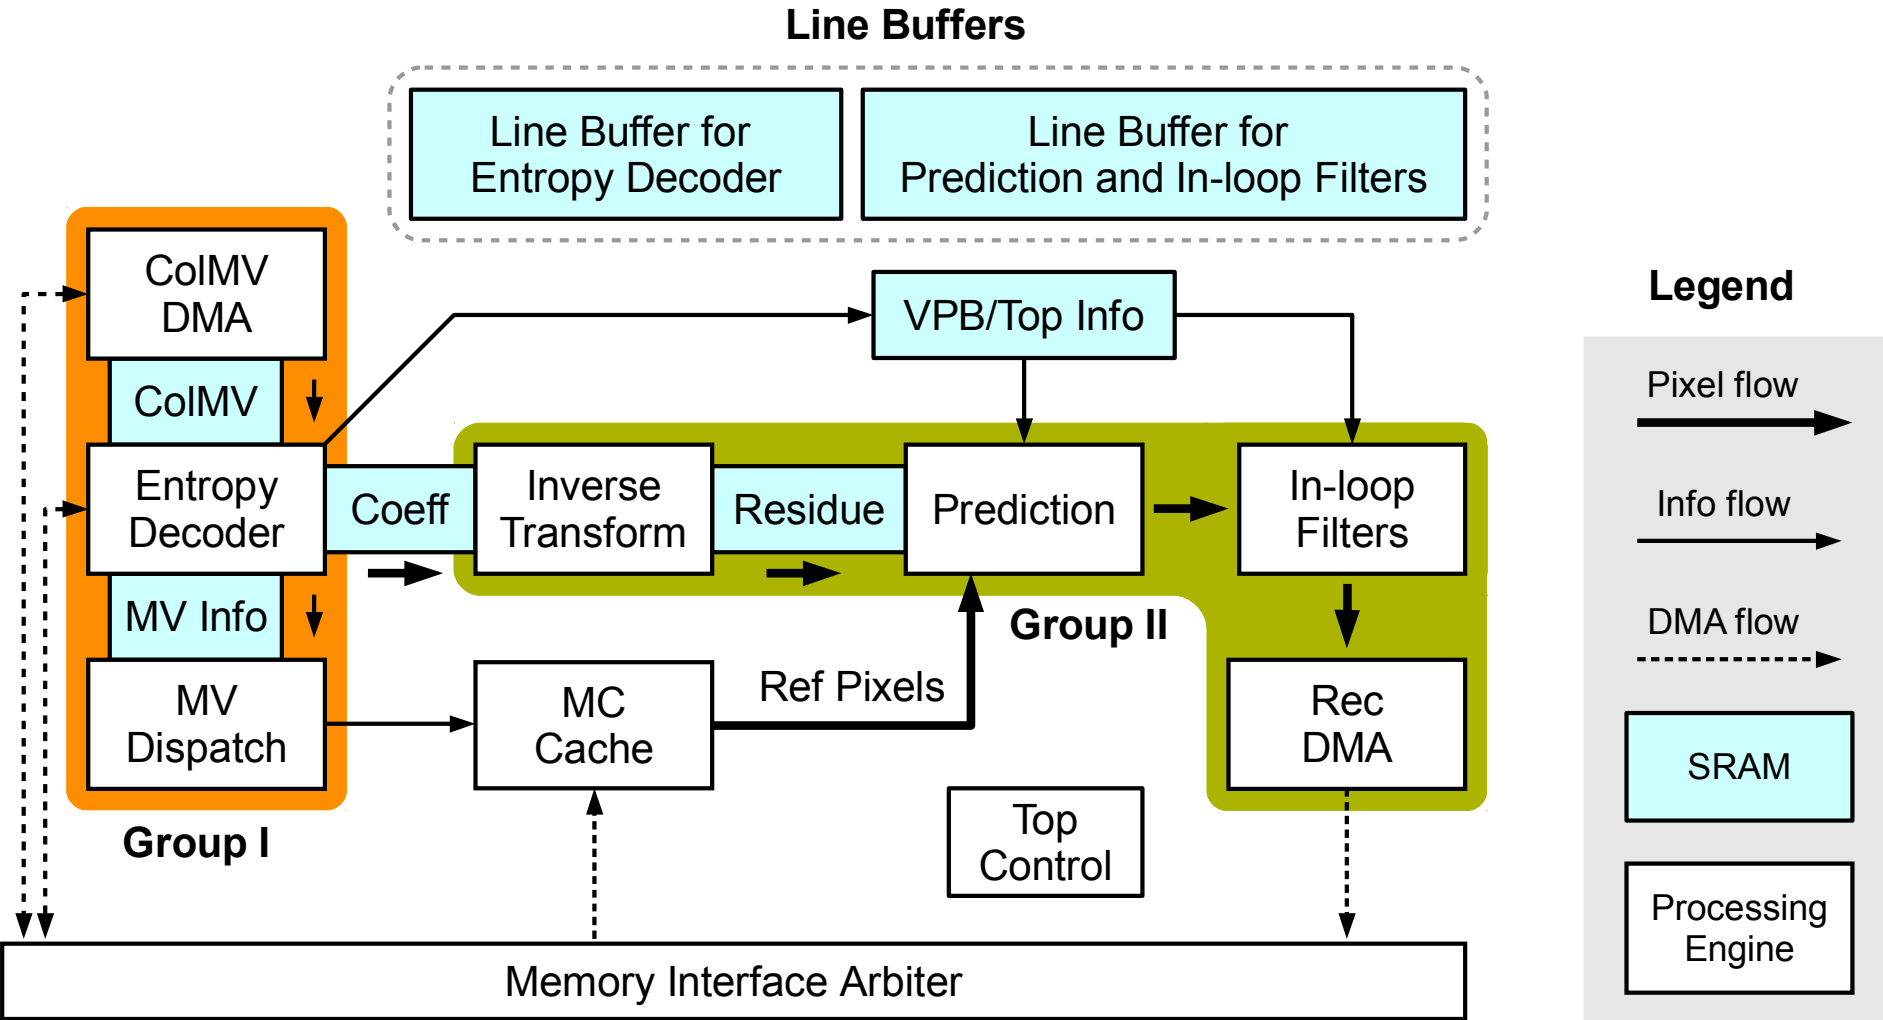 Line Buffers
Line Buffer for
Entropy Decoder
Line Buffer for
Prediction and In-loop Filters
ColMV
DMA
ColMV
Entropy
Decoder
MV Info
MV
Dispatch
Group I
VPB/Top Info
Coeff
Inverse
Transform
Residue
Prediction
In-loop
Filters
Group II
MC
Cache
Ref Pixels
Rec
DMA
Top
Control
Memory Interface Arbiter
Legend
Pixel flow
Info flow
DMA flow
SRAM
Processing
Engine